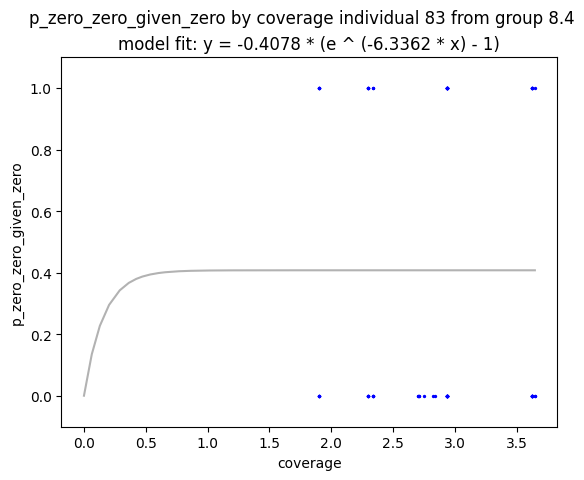 p_zero_zero_given_zero by coverage individual 83 from group 8.4
model fit: y = -0.4078 * (e ^ (-6.3362 * x) - 1)
1.0
0.8
0.6
0.4
0.2
0.0
p_zero_zero_given_zero
0.0 0.5 1.0 1.5 2.0 2.5 3.0 3.5
coverage